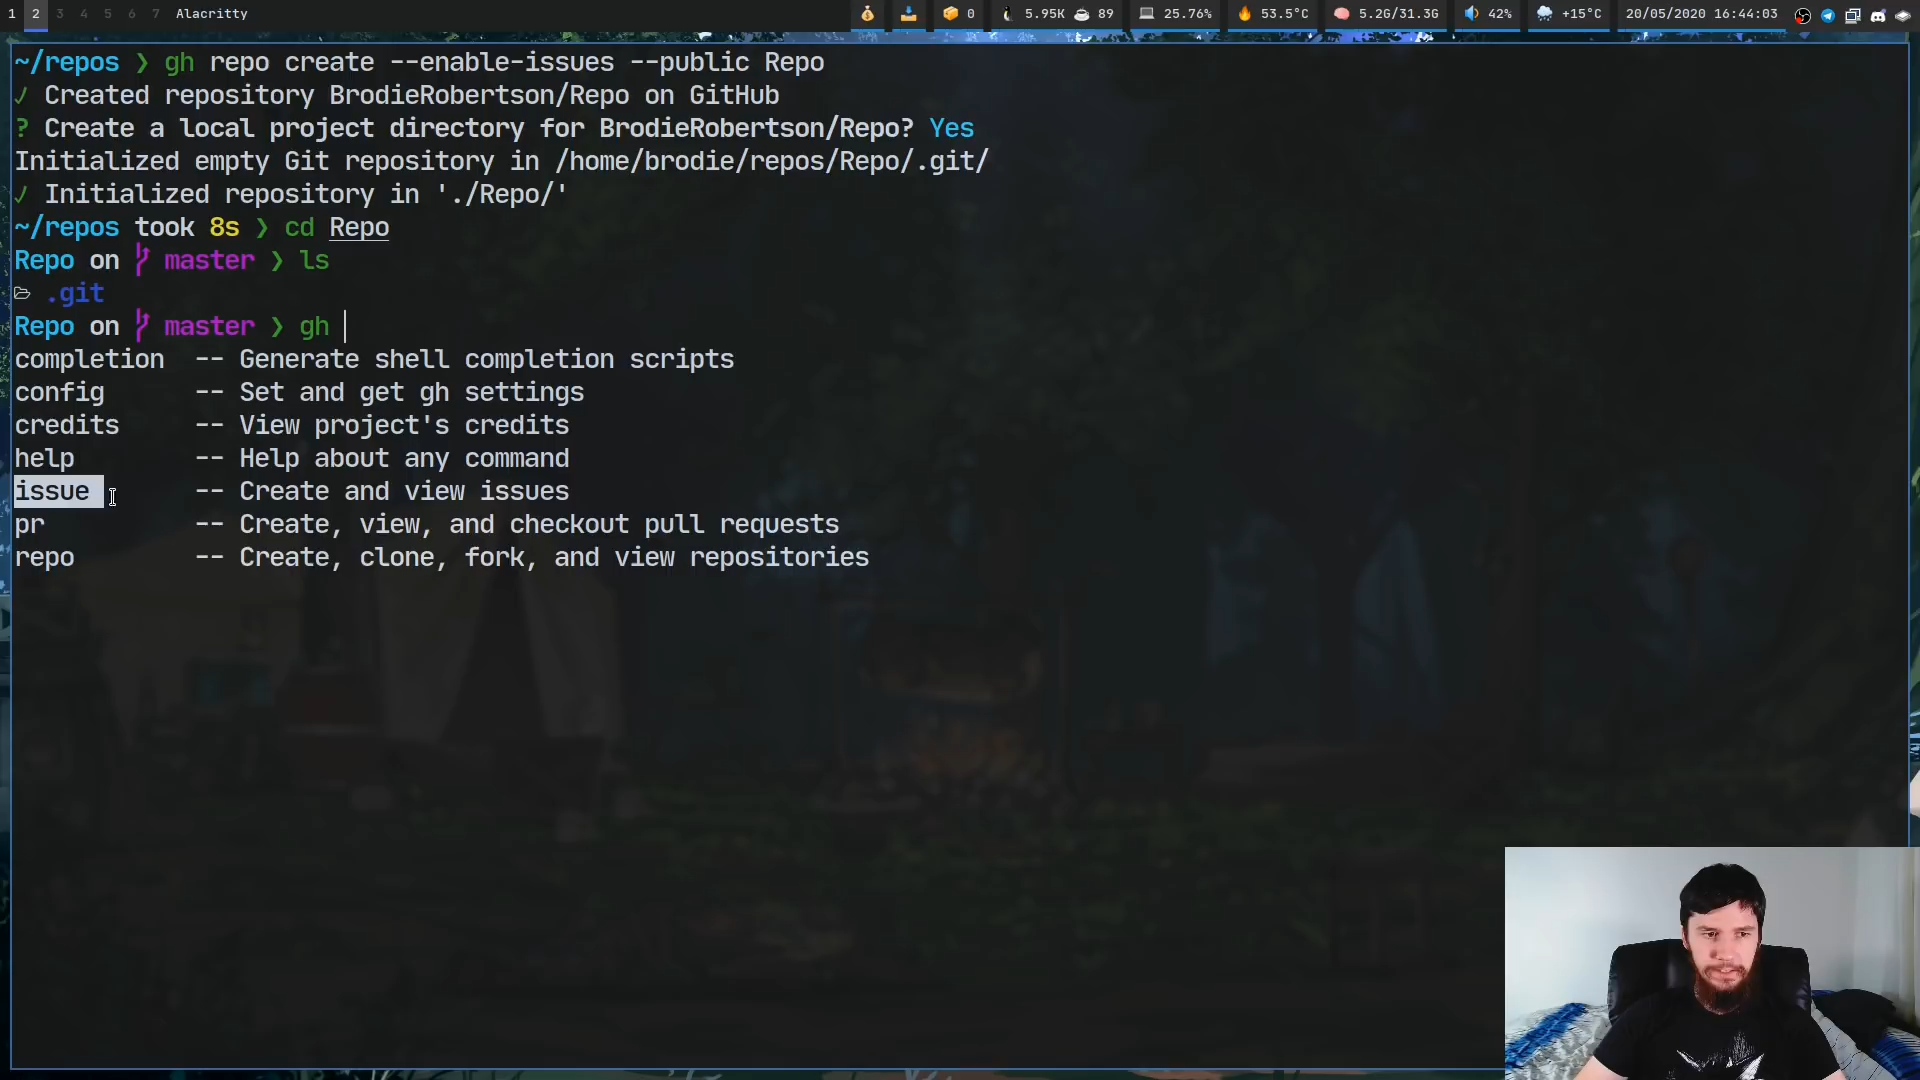 1 2 3 4 5 6 7 Alacritty 0 5.95K 89 25.76% 53.5°C 5.2G/31.3G 42% +15°C 20/05/2020 16:44:03
~/repos ❯ gh repo create --enable-issues --public Repo
✓ Created repository BrodieRobertson/Repo on GitHub
? Create a local project directory for BrodieRobertson/Repo? Yes
Initialized empty Git repository in /home/brodie/repos/Repo/.git/
✓ Initialized repository in './Repo/'
~/repos took 8s ❯ cd Repo
Repo on master ❯ ls
.git
Repo on master ❯ gh
completion -- Generate shell completion scripts
config -- Set and get gh settings
credits -- View project's credits
help -- Help about any command
issue -- Create and view issues
pr -- Create, view, and checkout pull requests
repo -- Create, clone, fork, and view repositories